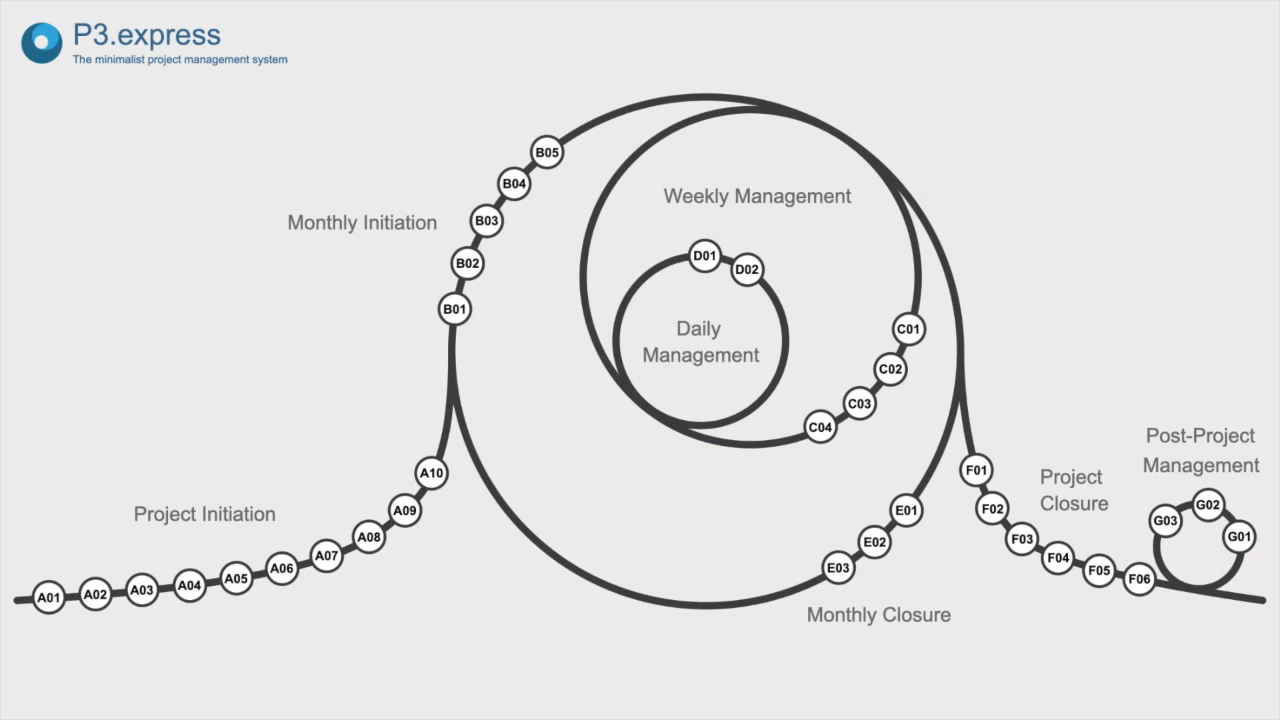 P3.express
The minimalist project management system
Project Initiation
A01
A02
A03
A04
A05
A06
A07
A08
A09
A10
Monthly Initiation
B01
B02
B03
B04
B05
Weekly Management
C01
C02
C03
C04
Daily
Management
D01
D02
Monthly Closure
E01
E02
E03
Project
Closure
F01
F02
F03
F04
F05
F06
Post-Project
Management
G01
G02
G03